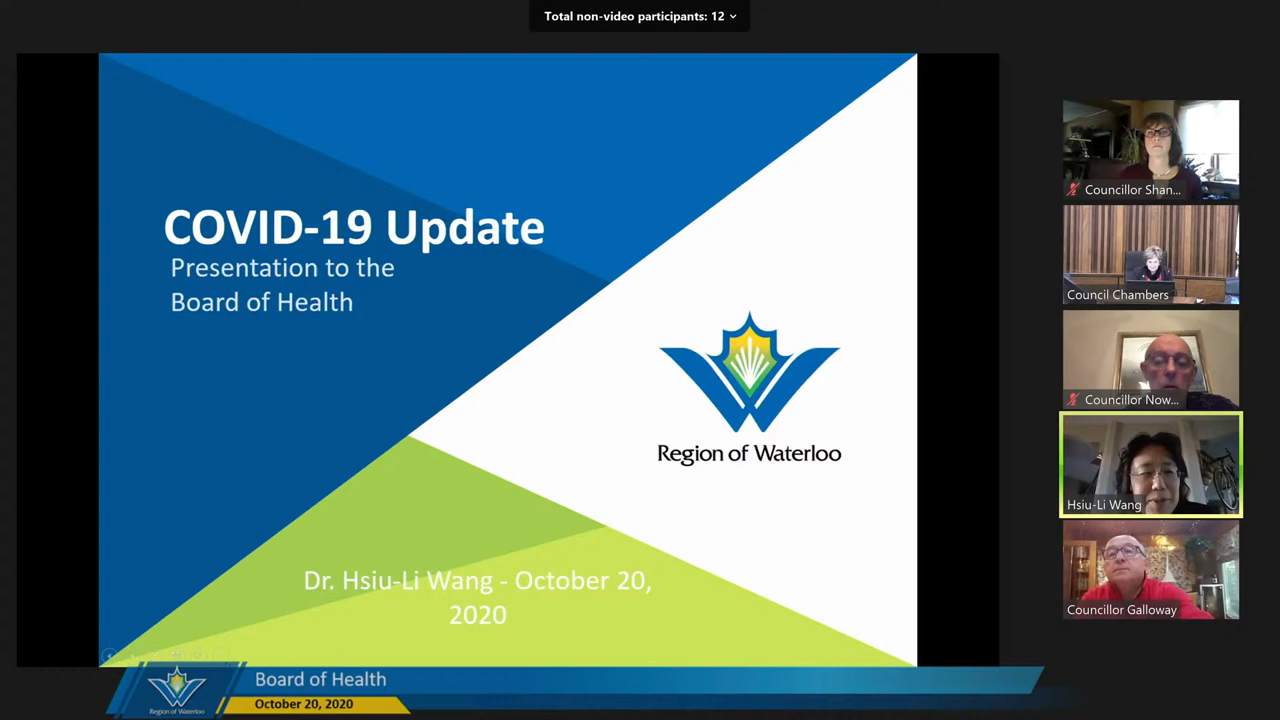 Total non-video participants: 12
COVID-19 Update
Presentation to the
Board of Health
Region of Waterloo
Dr. Hsiu-Li Wang - October 20,
2020
Councillor Shan...
Council Chambers
Councillor Now...
Hsiu-Li Wang
Councillor Galloway
Board of Health
October 20, 2020
Region of Waterloo